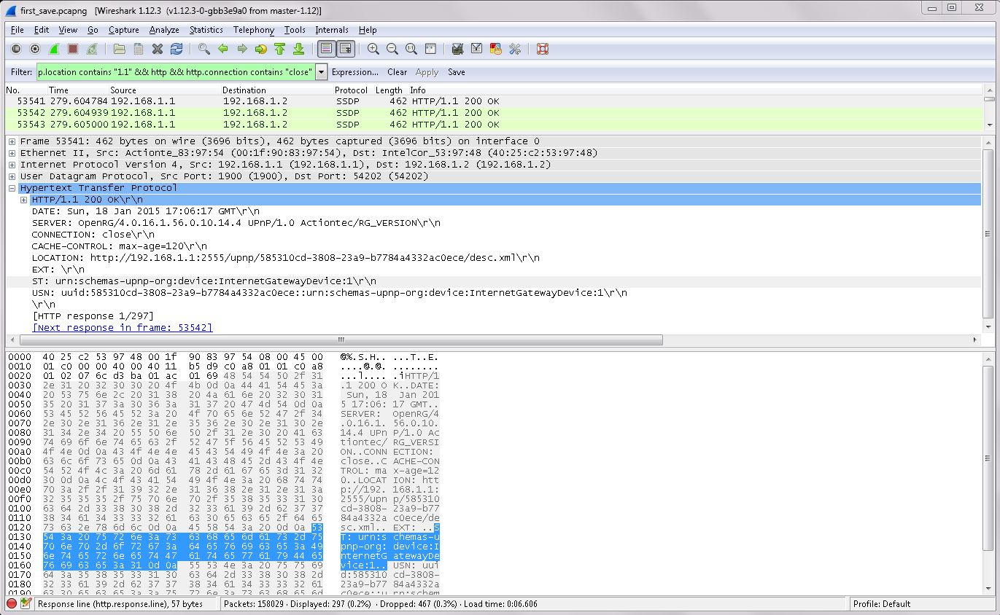 first_save.pcapng [Wireshark 1.12.3 (v1.12.3-0-gbb3e9a0 from master-1.12)]
File Edit View Go Capture Analyze Statistics Telephony Tools Internals Help
Filter: p.location contains "1.1" && http && http.connection contains "close" Expression... Clear Apply Save
No. Time Source Destination Protocol Length Info
53541 279.604784 192.168.1.1 192.168.1.2 SSDP 462 HTTP/1.1 200 OK
53542 279.604939 192.168.1.1 192.168.1.2 SSDP 462 HTTP/1.1 200 OK
53543 279.605000 192.168.1.1 192.168.1.2 SSDP 462 HTTP/1.1 200 OK
Frame 53541: 462 bytes on wire (3696 bits), 462 bytes captured (3696 bits) on interface 0
Ethernet II, Src: Actionte_83:97:54 (00:1f:90:83:97:54), Dst: IntelCor_53:97:48 (40:25:c2:53:97:48)
Internet Protocol Version 4, Src: 192.168.1.1 (192.168.1.1), Dst: 192.168.1.2 (192.168.1.2)
User Datagram Protocol, Src Port: 1900 (1900), Dst Port: 54202 (54202)
Hypertext Transfer Protocol
HTTP/1.1 200 OK\r\n
DATE: Sun, 18 Jan 2015 17:06:17 GMT\r\n
SERVER: OpenRG/4.0.16.1.56.0.10.14.4 UPnP/1.0 Actiontec/RG_VERSION\r\n
CONNECTION: close\r\n
CACHE-CONTROL: max-age=120\r\n
LOCATION: http://192.168.1.1:2555/upnp/585310cd-3808-23a9-b7784a4332ac0ece/desc.xml\r\n
EXT: \r\n
ST: urn:schemas-upnp-org:device:InternetGatewayDevice:1\r\n
USN: uuid:585310cd-3808-23a9-b7784a4332ac0ece::urn:schemas-upnp-org:device:InternetGatewayDevice:1\r\n
\r\n
[HTTP response 1/297]
[Next response in frame: 53542]
0000 40 25 c2 53 97 48 00 1f 90 83 97 54 08 00 45 00 @%.S.H.. ...T..E.
0010 01 c0 00 00 40 00 40 11 b5 d9 c0 a8 01 01 c0 a8 ....@.@. ........
0020 01 02 07 6c d3 ba 01 ac 01 69 48 54 54 50 2f 31 ...l.... .iHTTP/1
0030 2e 31 20 32 30 30 20 4f 4b 0d 0a 44 41 54 45 3a .1 200 O K..DATE:
0040 20 53 75 6e 2c 20 31 38 20 4a 61 6e 20 32 30 31 Sun, 18 Jan 201
0050 35 20 31 37 3a 30 36 3a 31 37 20 47 4d 54 0d 0a 5 17:06: 17 GMT..
0060 53 45 52 56 45 52 3a 20 4f 70 65 6e 52 47 2f 34 SERVER: OpenRG/4
0070 2e 30 2e 31 36 2e 31 2e 35 36 2e 30 2e 31 30 2e .0.16.1. 56.0.10.
0080 31 34 2e 34 20 55 50 6e 50 2f 31 2e 30 20 41 63 14.4 UPn P/1.0 Ac
0090 74 69 6f 6e 74 65 63 2f 52 47 5f 56 45 52 53 49 tiontec/ RG_VERSI
00a0 4f 4e 0d 0a 43 4f 4e 4e 45 43 54 49 4f 4e 3a 20 ON..CONN ECTION:
00b0 63 6c 6f 73 65 0d 0a 43 41 43 48 45 2d 43 4f 4e close..C ACHE-CON
00c0 54 52 4f 4c 3a 20 6d 61 78 2d 61 67 65 3d 31 32 TROL: ma x-age=12
00d0 30 0d 0a 4c 4f 43 41 54 49 4f 4e 3a 20 68 74 74 0..LOCAT ION: htt
00e0 70 3a 2f 2f 31 39 32 2e 31 36 38 2e 31 2e 31 3a p://192. 168.1.1:
00f0 32 35 35 35 2f 75 70 6e 70 2f 35 38 35 33 31 30 2555/upn p/585310
0100 63 64 2d 33 38 30 38 2d 32 33 61 39 2d 62 37 37 cd-3808- 23a9-b77
0110 38 34 61 34 33 33 32 61 63 30 65 63 65 2f 64 65 84a4332a c0ece/de
0120 73 63 2e 78 6d 6c 0d 0a 45 58 54 3a 20 0d 0a 53 sc.xml.. EXT: ..S
0130 54 3a 20 75 72 6e 3a 73 63 68 65 6d 61 73 2d 75 T: urn:s chemas-u
0140 70 6e 70 2d 6f 72 67 3a 64 65 76 69 63 65 3a 49 pnp-org: device:I
0150 6e 74 65 72 6e 65 74 47 61 74 65 77 61 79 44 65 nternetG atewayDe
0160 76 69 63 65 3a 31 0d 0a 55 53 4e 3a 20 75 75 69 vice:1.. USN: uui
0170 64 3a 35 38 35 33 31 30 63 64 2d 33 38 30 38 2d d:585310 cd-3808-
0180 32 33 61 39 2d 62 37 37 38 34 61 34 33 33 32 61 23a9-b77 84a4332a
0190 63 30 65 63 65 3a 3a 75 72 6e 3a 73 63 68 65 6d c0ece::u rn:schem
Response line (http.response.line), 57 bytes Packets: 158029 · Displayed: 297 (0.2%) · Dropped: 467 (0.3%) · Load time: 0:06.606 Profile: Default